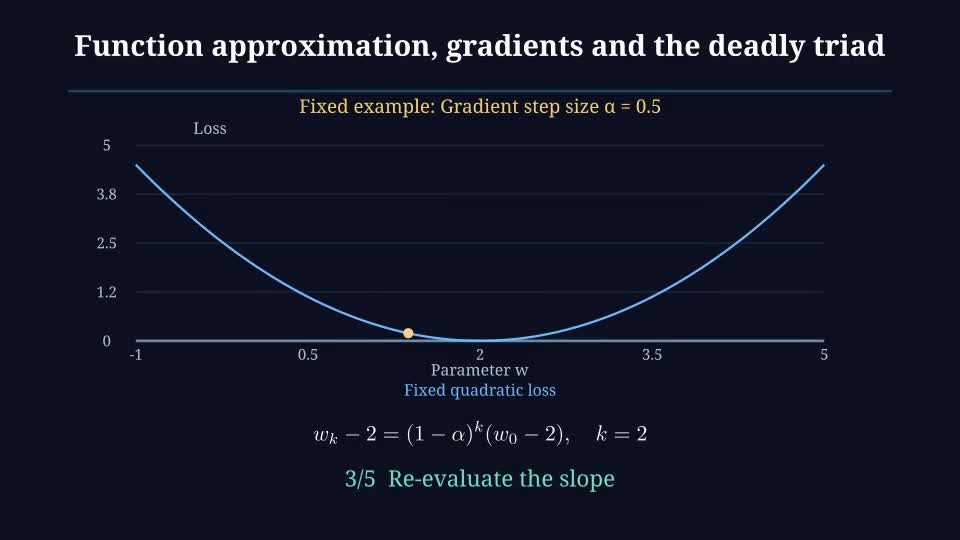 Function approximation, gradients and the deadly triad
Fixed example: Gradient step size α = 0.5
Loss
5
3.8
2.5
1.2
0
-1 0.5 2 3.5 5
Parameter w
Fixed quadratic loss
wₖ − 2 = (1 − α)ᵏ(w₀ − 2), k = 2
3/5 Re-evaluate the slope